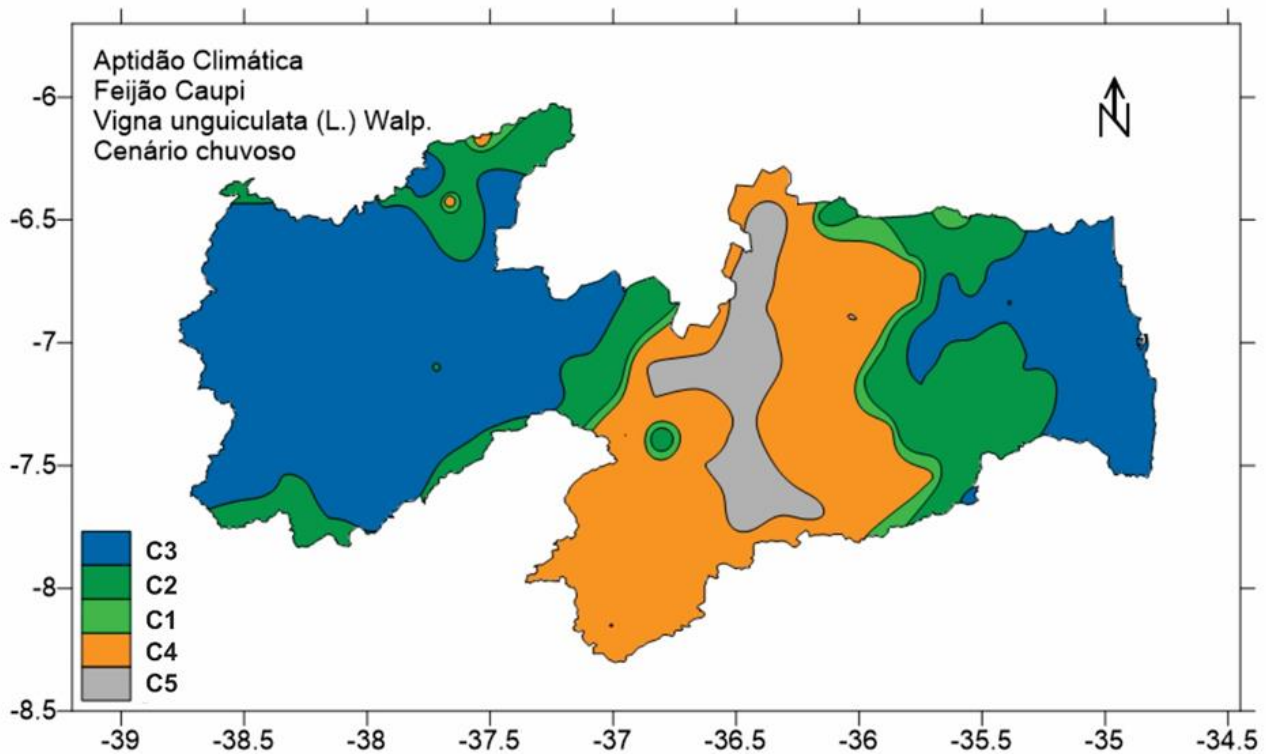 Aptidão Climática
Feijão Caupi
Vigna unguiculata (L.) Walp.
Cenário chuvoso
N
-6
-6.5
-7
-7.5
-8
-8.5
C3
C2
C1
C4
C5
-39
-38.5
-38
-37.5
-37
-36.5
-36
-35.5
-35
-34.5